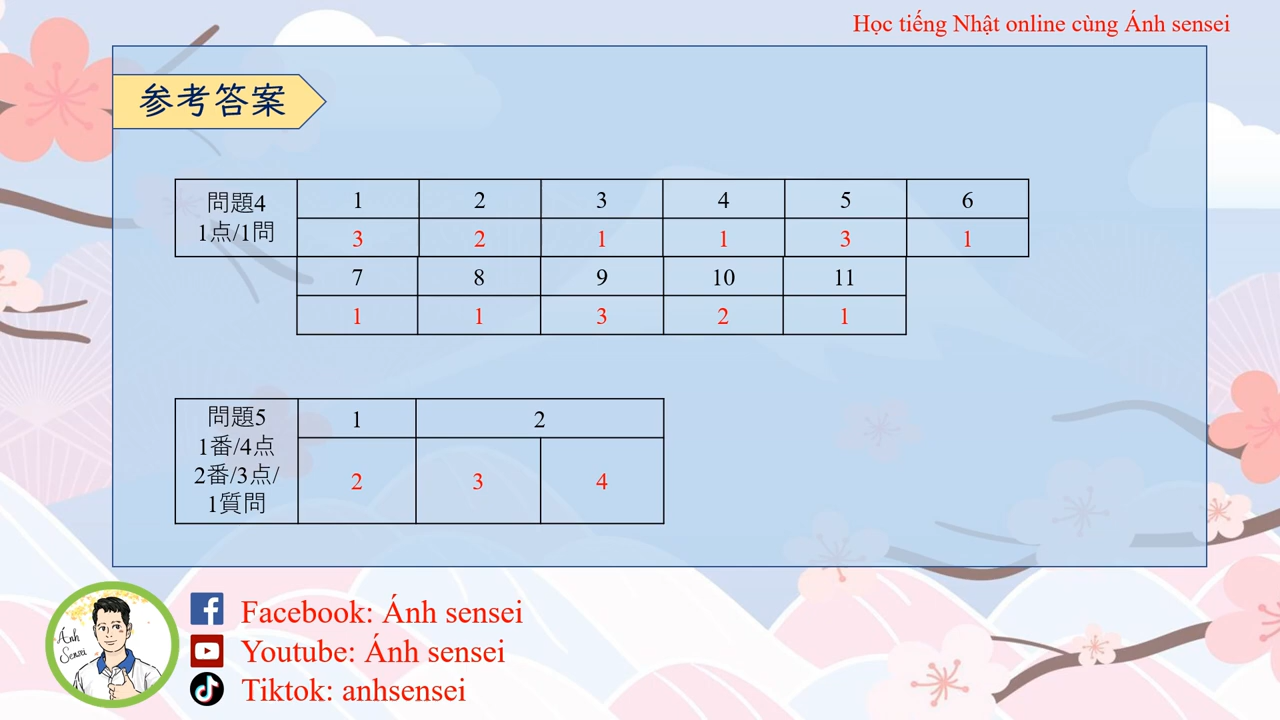 Học tiếng Nhật online cùng Ánh sensei
参考答案
問題4
1点/1問
1 2 3 4 5 6
3 2 1 1 3 1
7 8 9 10 11
1 1 3 2 1
問題5
1番/4点
2番/3点/
1質問
1 2
2 3 4
Ánh
Sensei
Facebook: Ánh sensei
Youtube: Ánh sensei
Tiktok: anhsensei